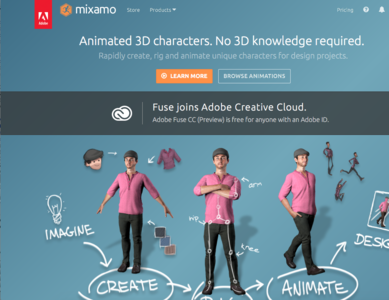 Adobe
mixamo
Store
Products
Pricing
Animated 3D characters. No 3D knowledge required.
Rapidly create, rig and animate unique characters for design projects.
LEARN MORE
BROWSE ANIMATIONS
Fuse joins Adobe Creative Cloud.
Adobe Fuse CC (Preview) is free for anyone with an Adobe ID.
arm
hip
knee
IMAGINE
DESIG
CREATE
ANIMATE